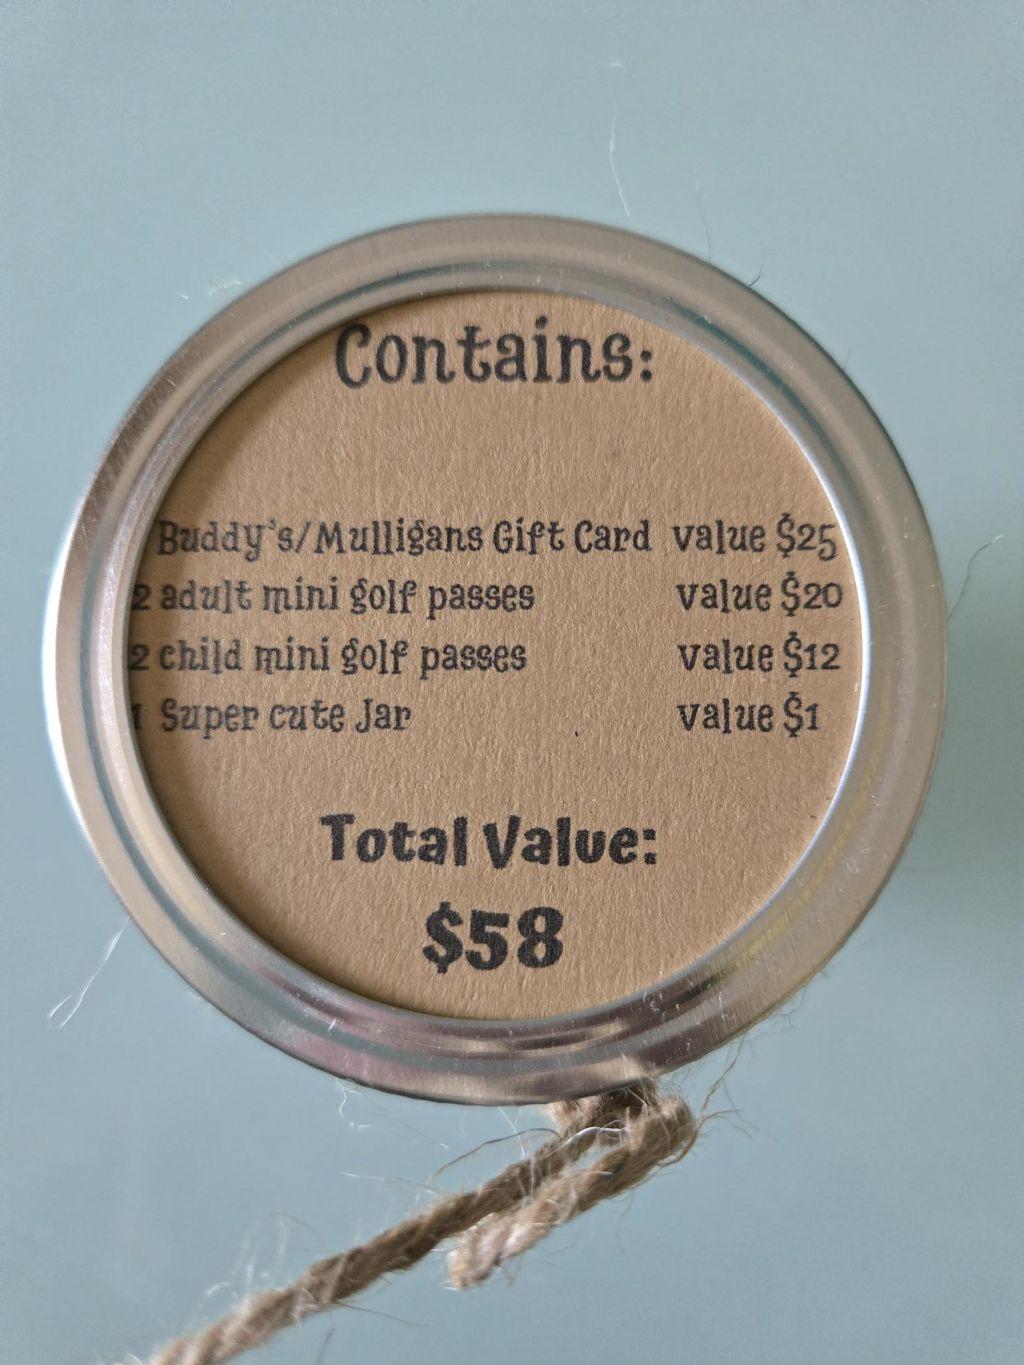 Contains:
Buddy's/Mulligans Gift Card value $25
2 adult mini golf passes value $20
2 child mini golf passes value $12
1 Super cute Jar value $1
Total Value:
$58